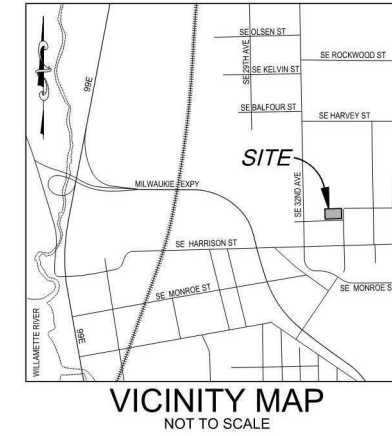 SE OLSEN ST
SE 29TH AVE
SE ROCKWOOD ST
99E
SE KELVIN ST
SE BALFOUR ST
SE HARVEY ST
SITE
SE 32ND AVE
MILWAUKIE EXPY
SE HARRISON ST
SE MONROE ST
SE MONROE S
WILLAMETTE RIVER
99E
VICINITY MAP
NOT TO SCALE